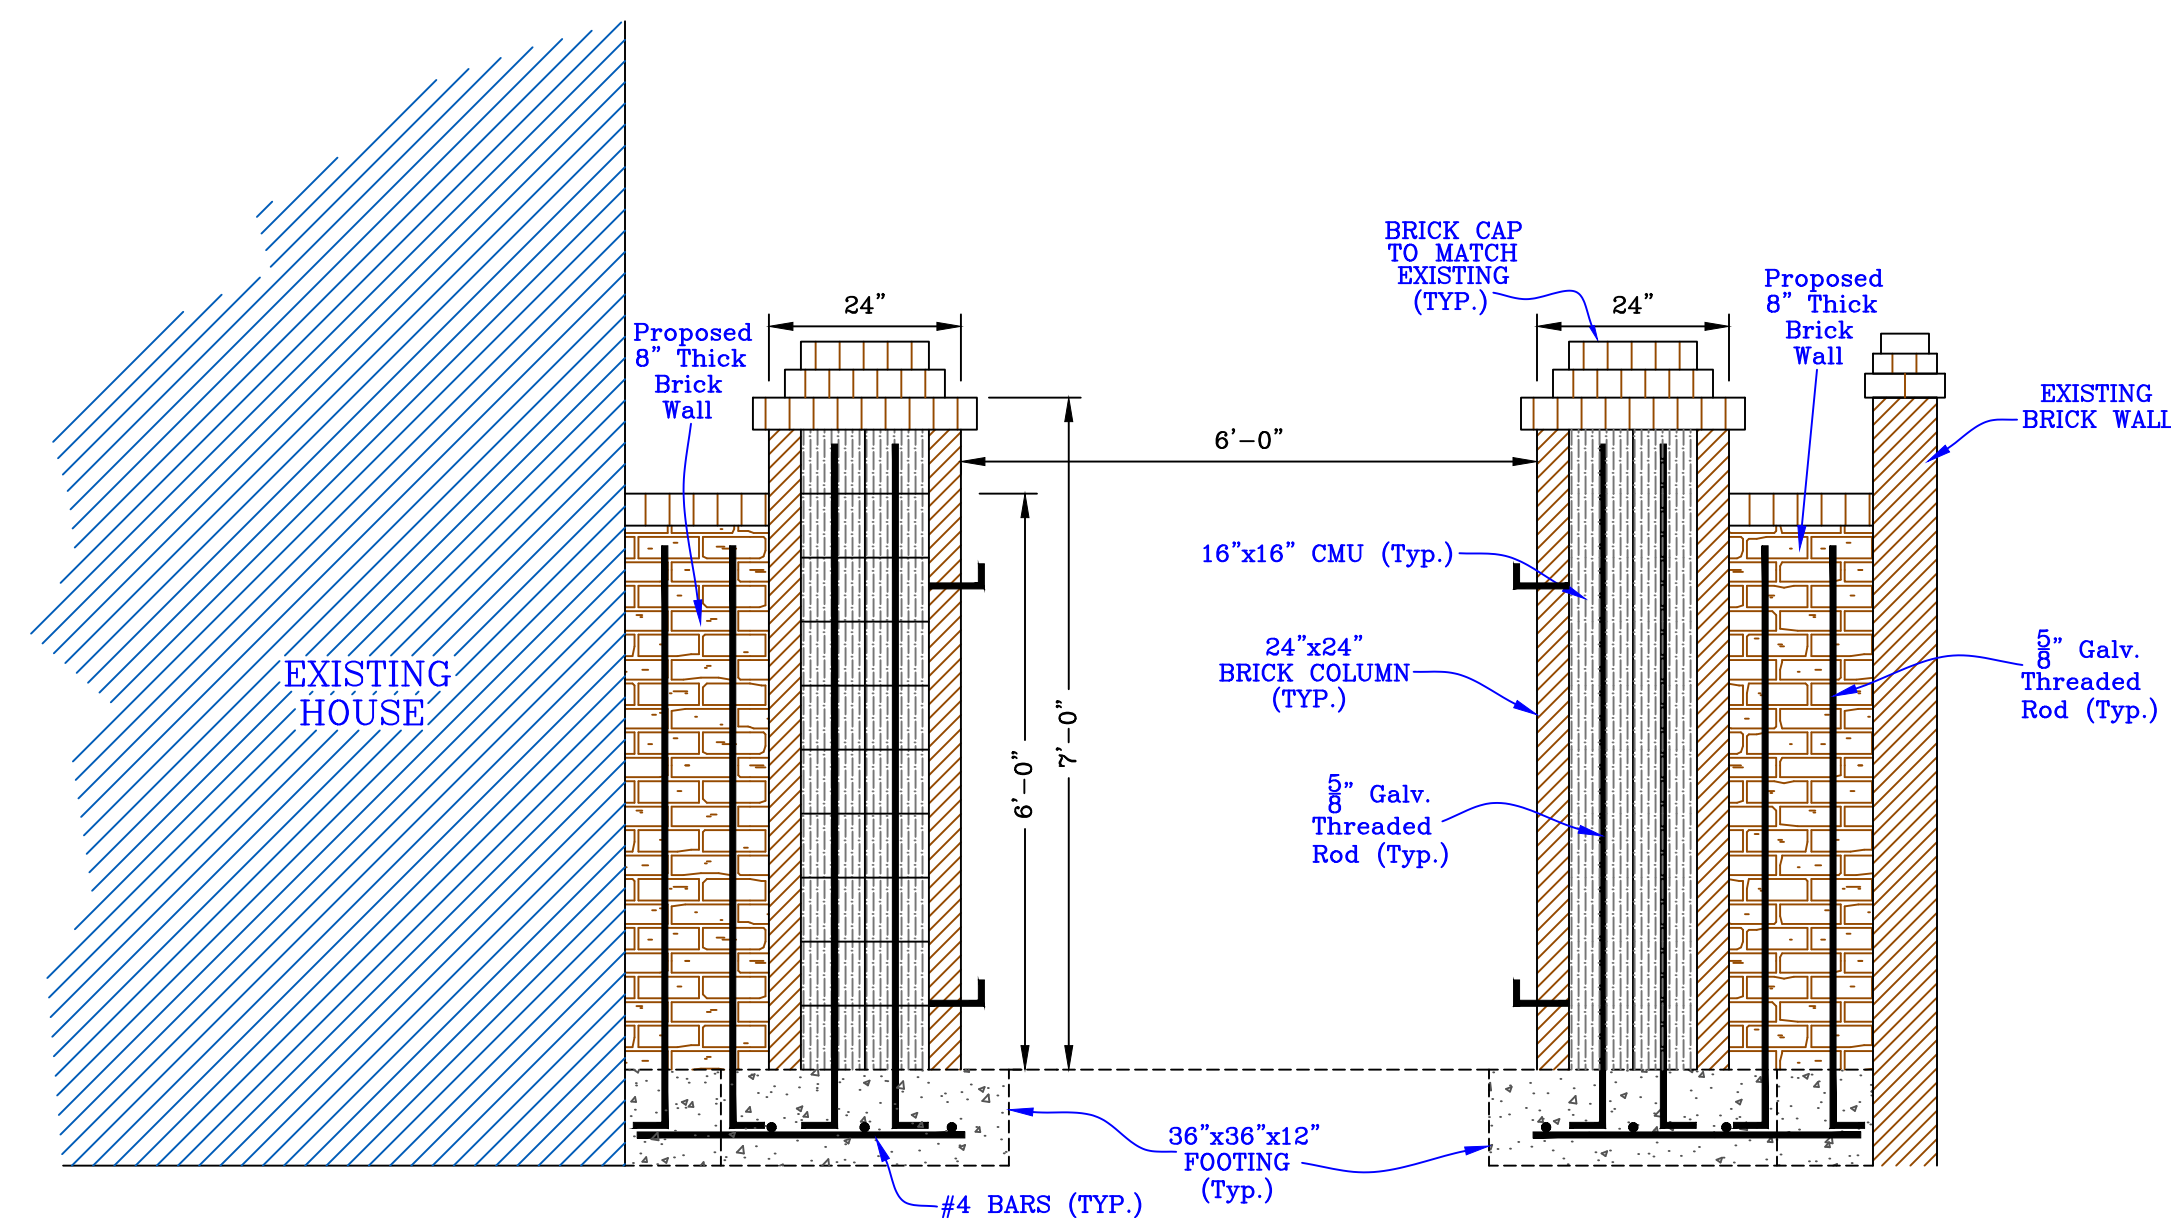 BRICK CAP
TO MATCH
EXISTING
(TYP.)
Proposed
8" Thick
Brick
Wall
24"
24"
Proposed
8" Thick
Brick
Wall
EXISTING
BRICK WALL
6'-0"
16"x16" CMU (Typ.)
24"x24"
BRICK COLUMN
(TYP.)
5/8" Galv.
Threaded
Rod (Typ.)
EXISTING
HOUSE
7'-0"
6'-0"
5/8" Galv.
Threaded
Rod (Typ.)
36"x36"x12"
FOOTING
(Typ.)
#4 BARS (TYP.)